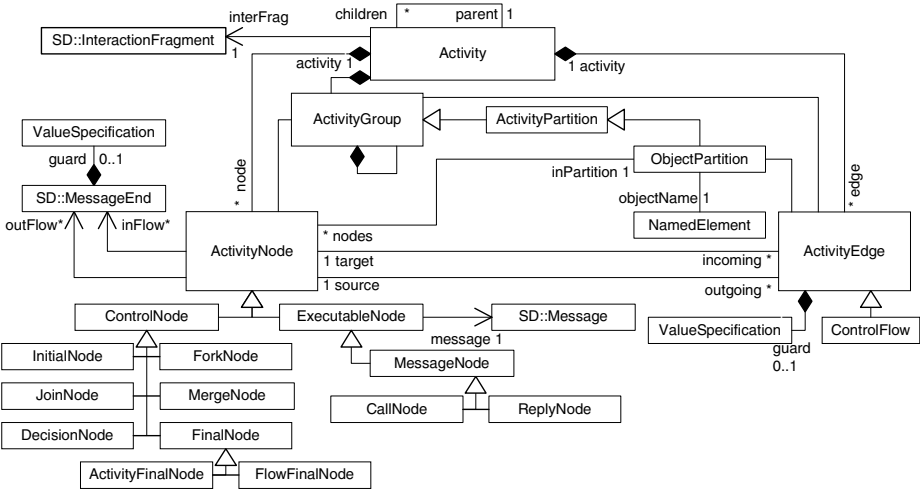 interFrag
children * parent 1
SD::InteractionFragment
1
Activity
activity 1
1 activity
ActivityGroup
ActivityPartition
ValueSpecification
guard 0..1
* node
inPartition 1
ObjectPartition
* edge
SD::MessageEnd
objectName 1
outFlow*
inFlow*
NamedElement
ActivityNode
* nodes
ActivityEdge
1 target
incoming *
1 source
outgoing *
ControlNode
ExecutableNode
SD::Message
message 1
ValueSpecification
ControlFlow
guard
0..1
InitialNode
ForkNode
MessageNode
JoinNode
MergeNode
CallNode
ReplyNode
DecisionNode
FinalNode
ActivityFinalNode
FlowFinalNode